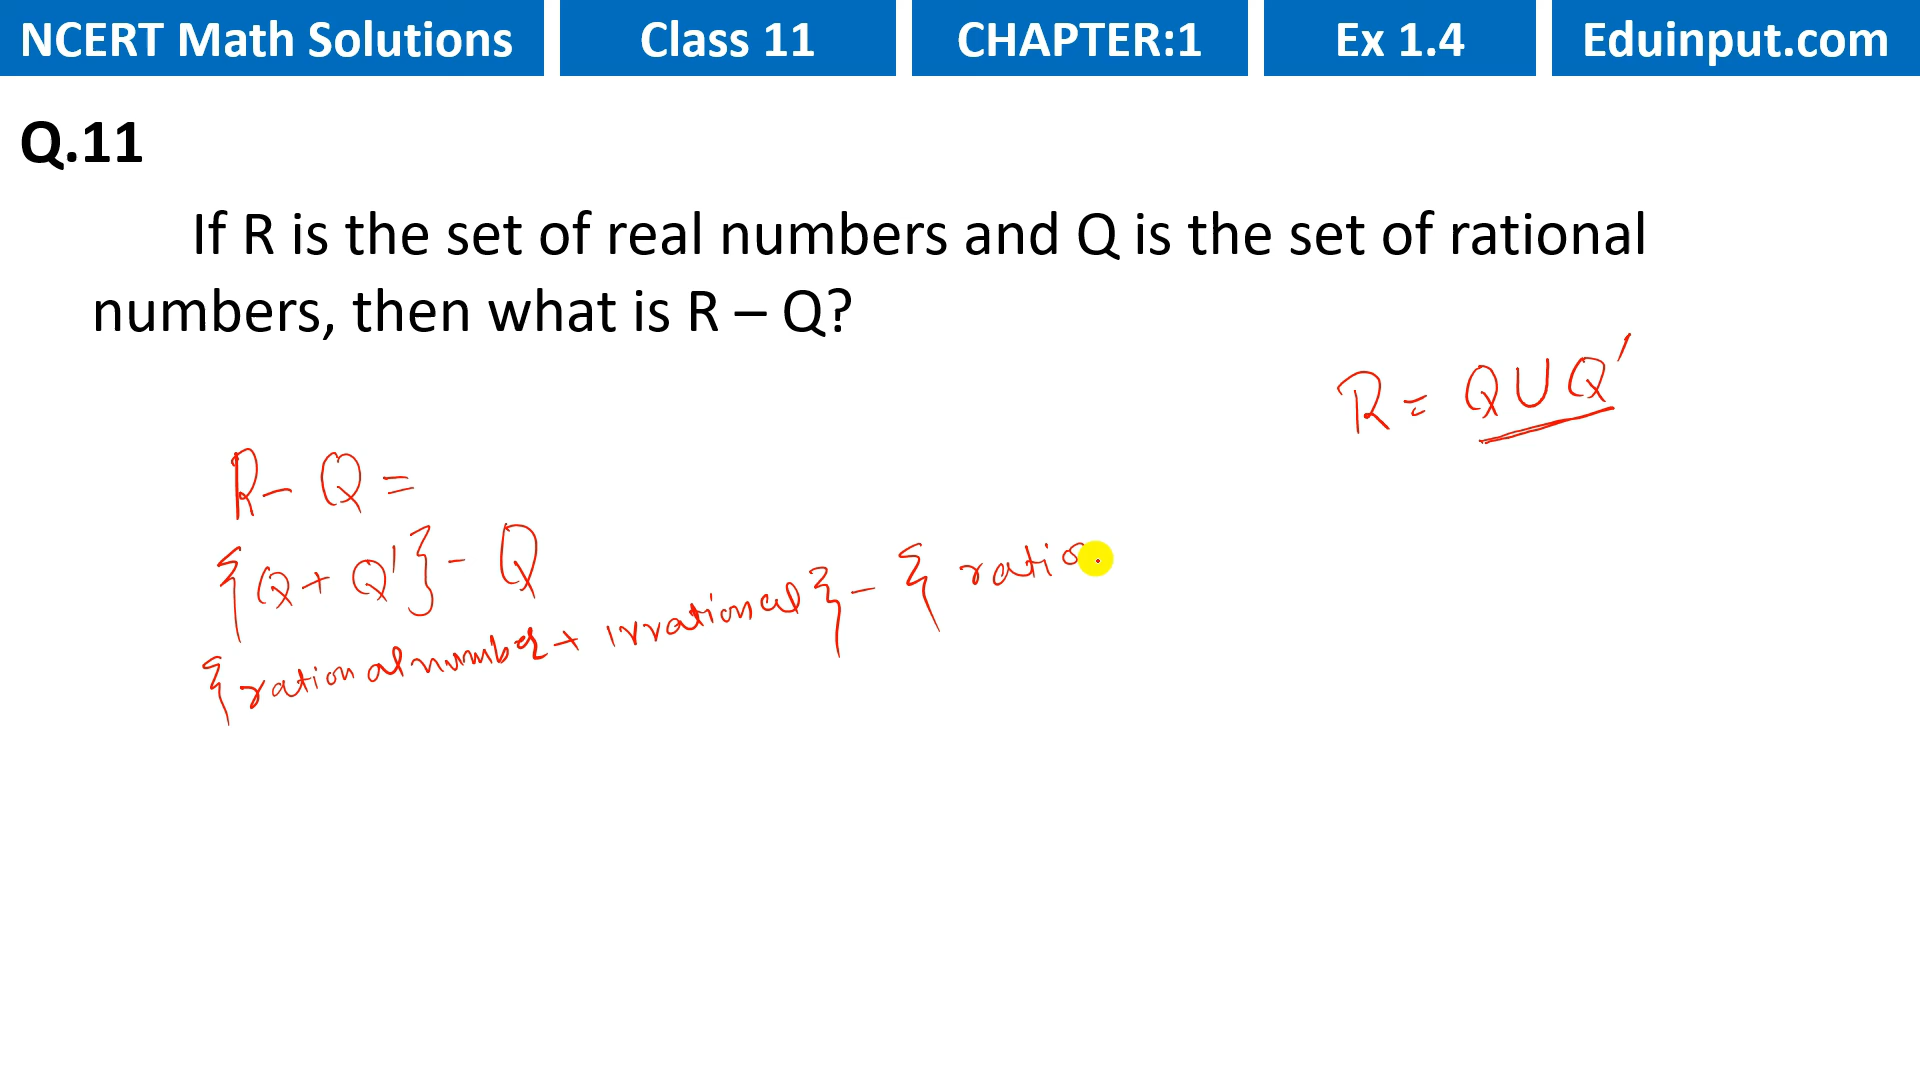 NCERT Math Solutions Class 11 CHAPTER:1 Ex 1.4 Eduinput.com
Q.11
If R is the set of real numbers and Q is the set of rational
numbers, then what is R – Q?
R = Q ∪ Q'
R - Q =
{Q + Q'} - Q
{rational number + irrational} - { ratio